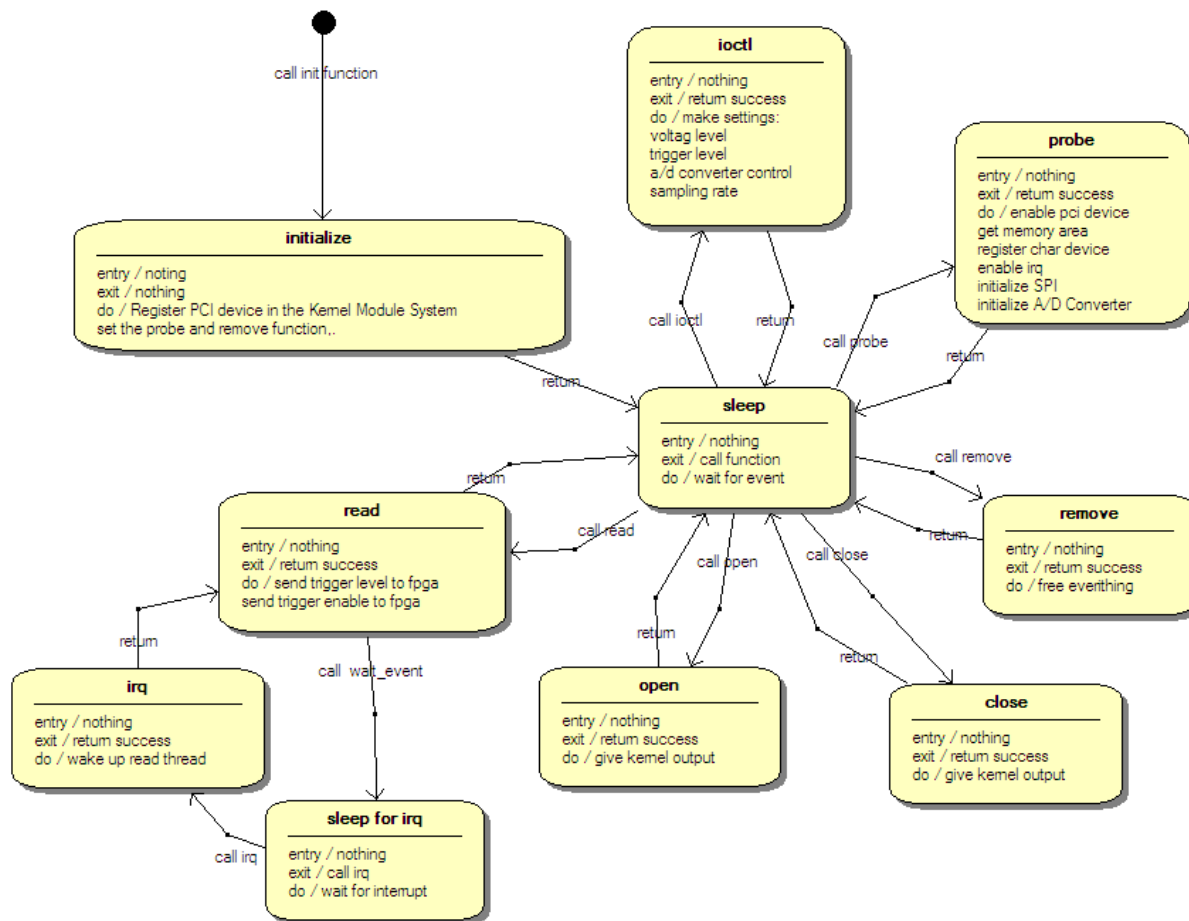 call init function
ioctl
entry / nothing
exit / return success
do / make settings:
voltag level
trigger level
a/d converter control
sampling rate
probe
entry / nothing
exit / return success
do / enable pci device
get memory area
register char device
enable irq
initialize SPI
initialize A/D Converter
initialize
entry / noting
exit / nothing
do / Register PCI device in the Kernel Module System
set the probe and remove function,.
call ioctl
return
call probe
return
return
sleep
entry / nothing
exit / call function
do / wait for event
call remove
return
read
entry / nothing
exit / return success
do / send trigger level to fpga
send trigger enable to fpga
call read
call open
call close
return
remove
entry / nothing
exit / return success
do / free everithing
return
call wait_event
return
return
irq
entry / nothing
exit / return success
do / wake up read thread
open
entry / nothing
exit / return success
do / give kernel output
close
entry / nothing
exit / return success
do / give kernel output
call irq
sleep for irq
entry / nothing
exit / call irq
do / wait for interrupt